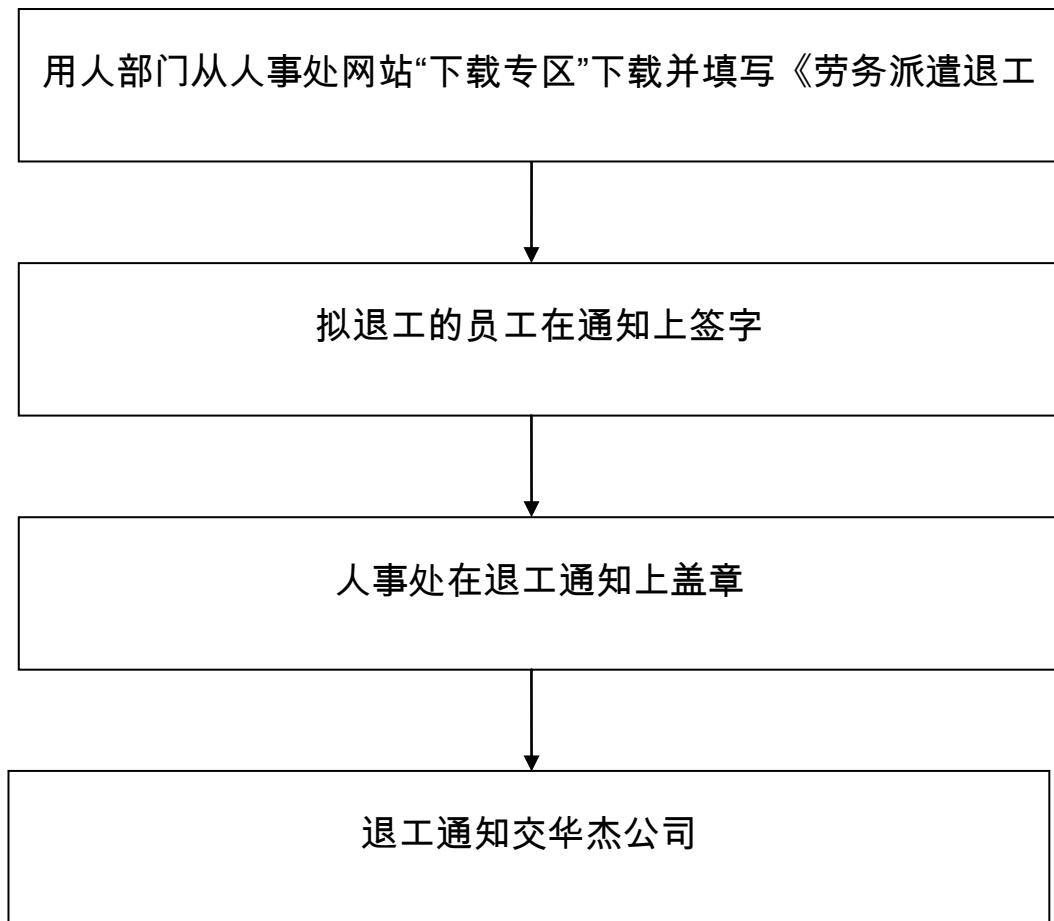 用人部门从人事处网站“下载专区”下载并填写《劳务派遣退工
拟退工的员工在通知上签字
人事处在退工通知上盖章
退工通知交华杰公司